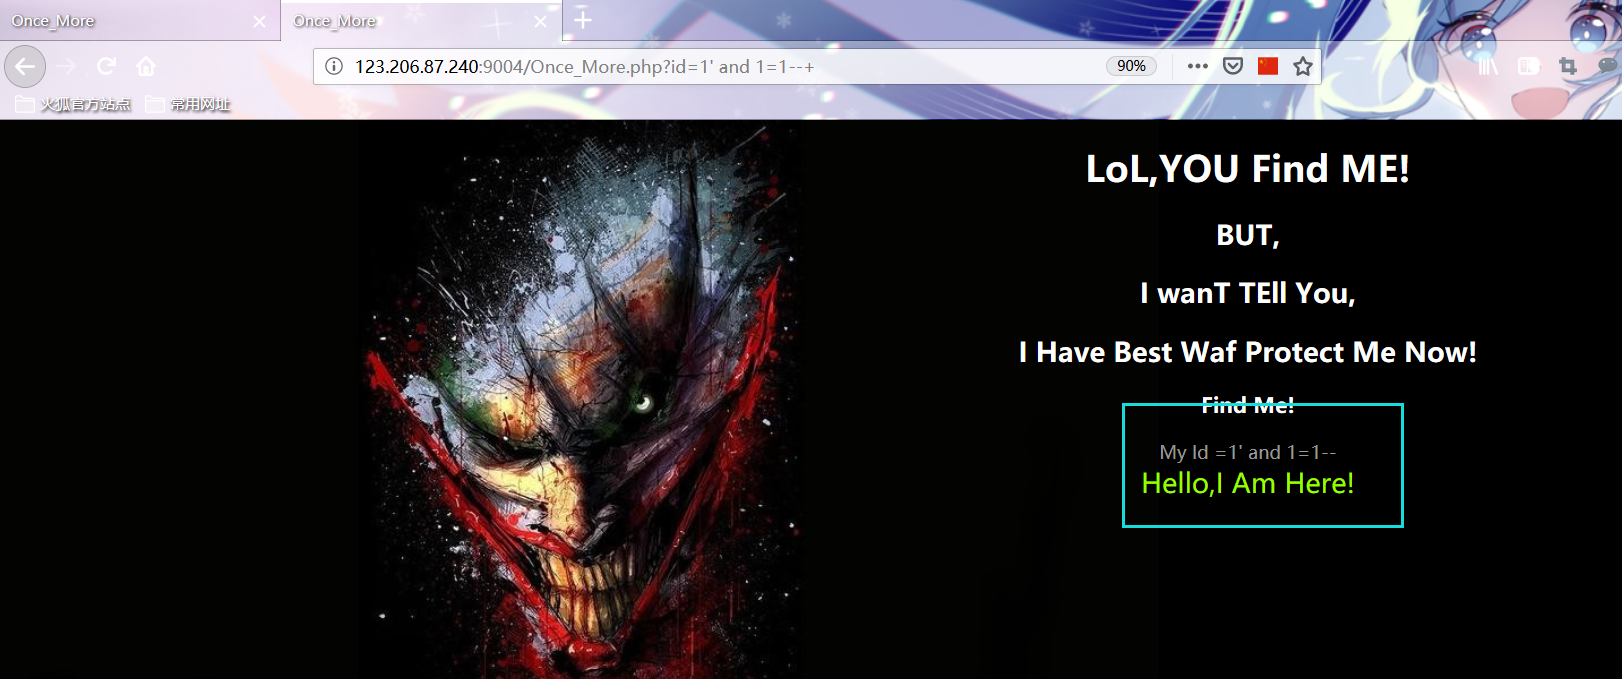 Once_More
Once_More
123.206.87.240:9004/Once_More.php?id=1' and 1=1--+
90%
火狐官方站点
常用网址
LoL,YOU Find ME!
BUT,
I wanT TEll You,
I Have Best Waf Protect Me Now!
Find Me!
My Id =1' and 1=1--
Hello,I Am Here!